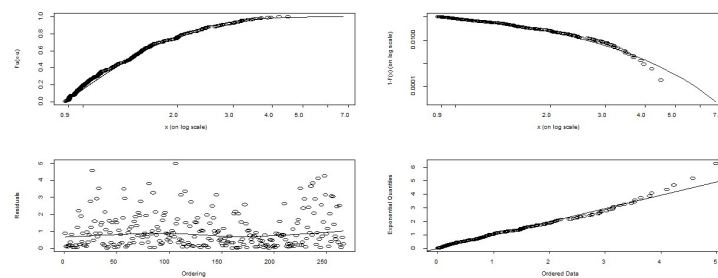 Fu(x-u)
0.0 0.2 0.4 0.6 0.8 1.0
0.9 2.0 3.0 4.0 5.0 7.0
x (on log scale)
1-F(x) (on log scale)
0.0100
0.0001
0.9 2.0 3.0 4.0 5.0
x (on log scale)
Residuals
0 1 2 3 4 5
0 50 100 150 200 250
Ordering
Exponential Quantiles
0 1 2 3 4 5 6
0 1 2 3 4 5
Ordered Data